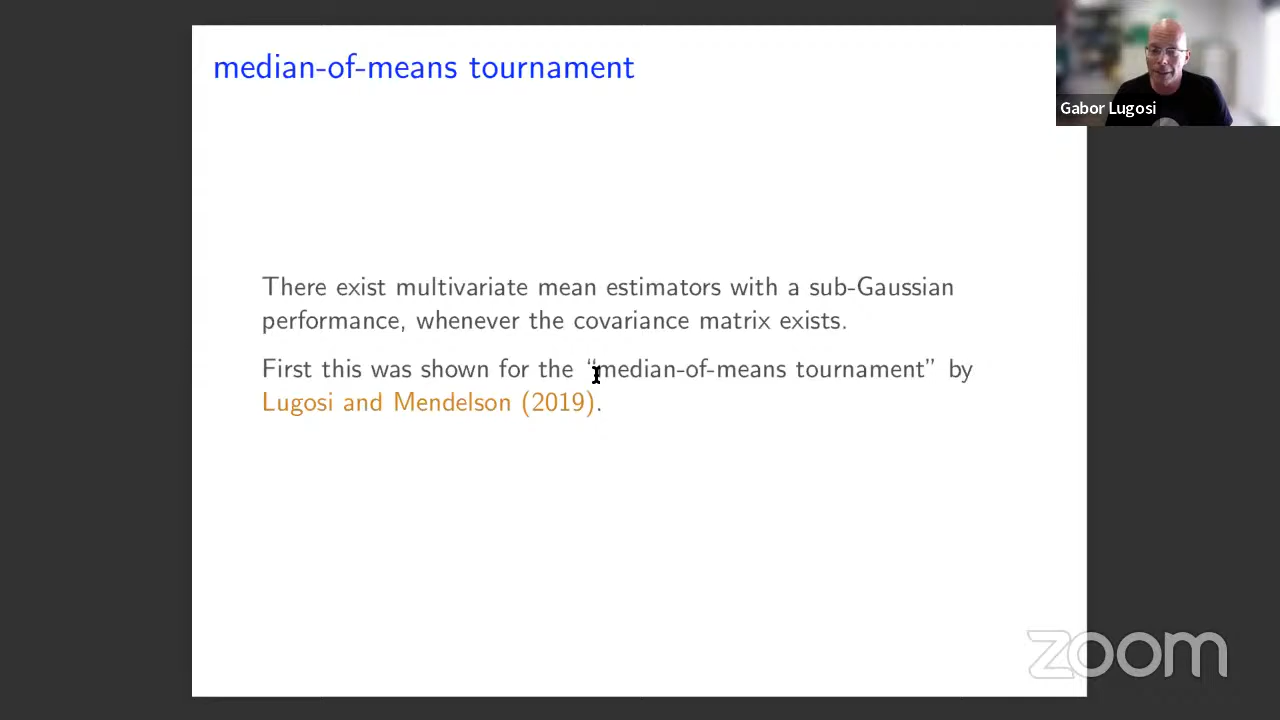 median-of-means tournament
Gabor Lugosi
There exist multivariate mean estimators with a sub-Gaussian
performance, whenever the covariance matrix exists.
First this was shown for the “median-of-means tournament” by
Lugosi and Mendelson (2019).
zoom